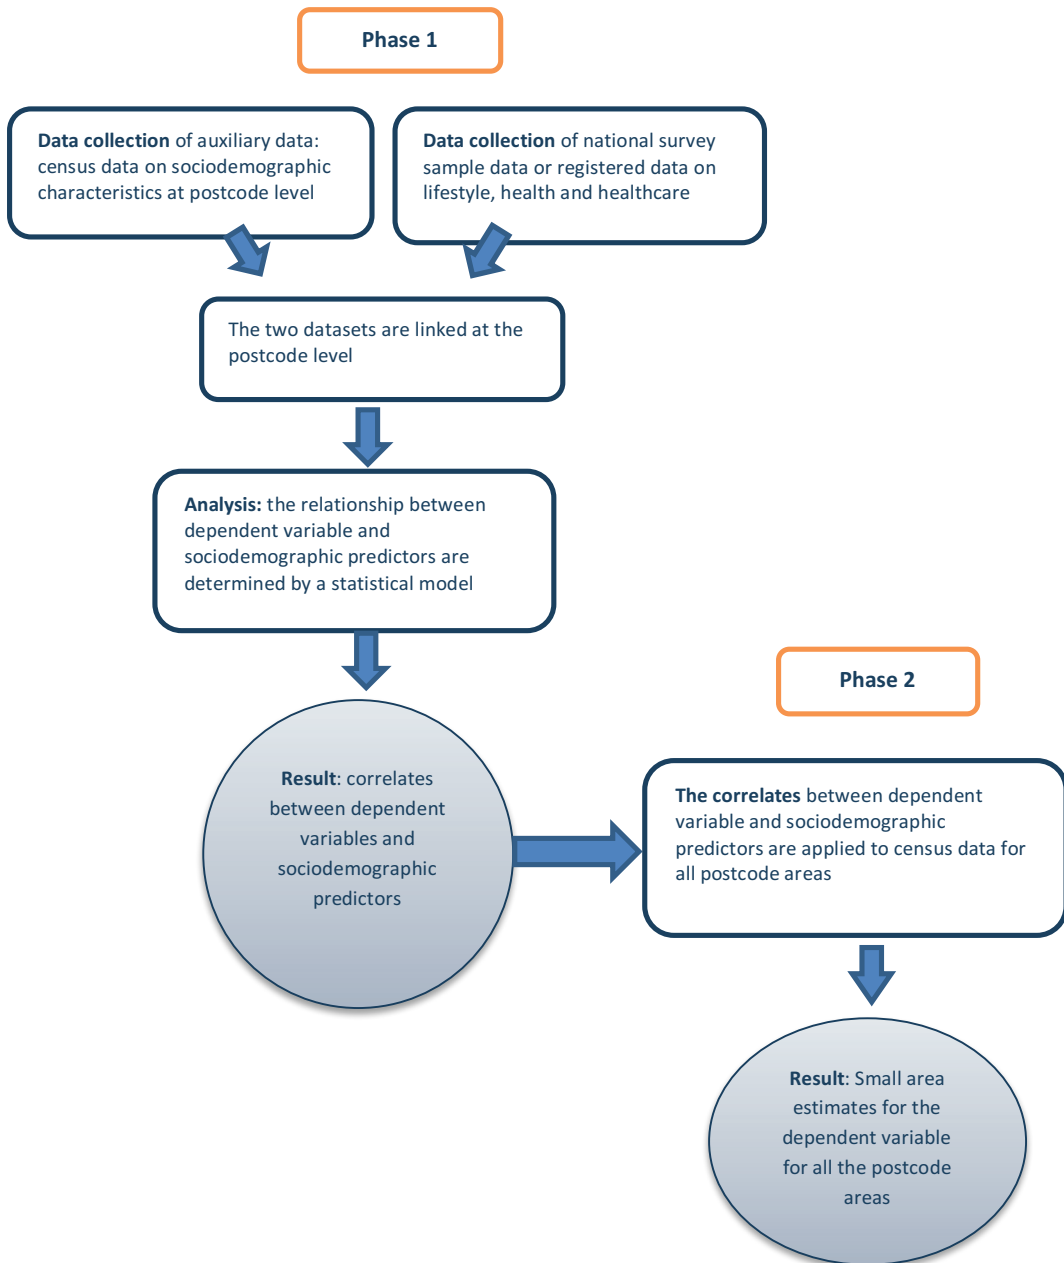 Phase 1
Data collection of auxiliary data:
census data on sociodemographic
characteristics at postcode level
Data collection of national survey
sample data or registered data on
lifestyle, health and healthcare
The two datasets are linked at the
postcode level
Analysis: the relationship between
dependent variable and
sociodemographic predictors are
determined by a statistical model
Result: correlates
between dependent
variables and
sociodemographic
predictors
Phase 2
The correlates between dependent
variable and sociodemographic
predictors are applied to census data for
all postcode areas
Result: Small area
estimates for the
dependent variable
for all the postcode
areas